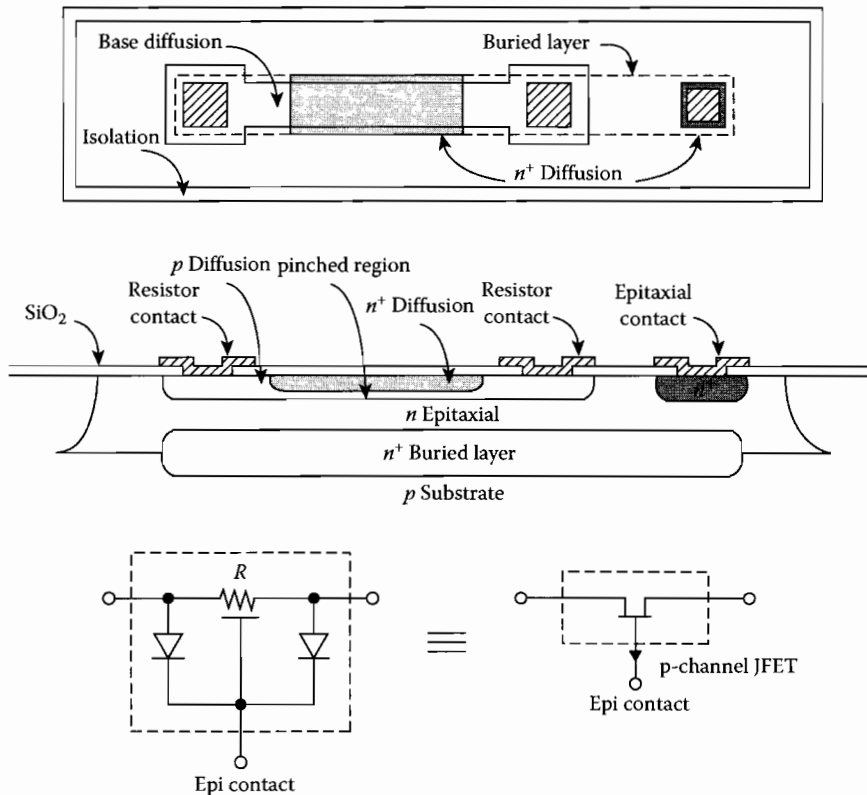 Base diffusion
Buried layer
Isolation
n⁺ Diffusion
p Diffusion pinched region
Resistor
contact
n⁺ Diffusion
Resistor
contact
Epitaxial
contact
SiO₂
n⁺
n Epitaxial
n⁺ Buried layer
p Substrate
R
p-channel JFET
Epi contact
Epi contact